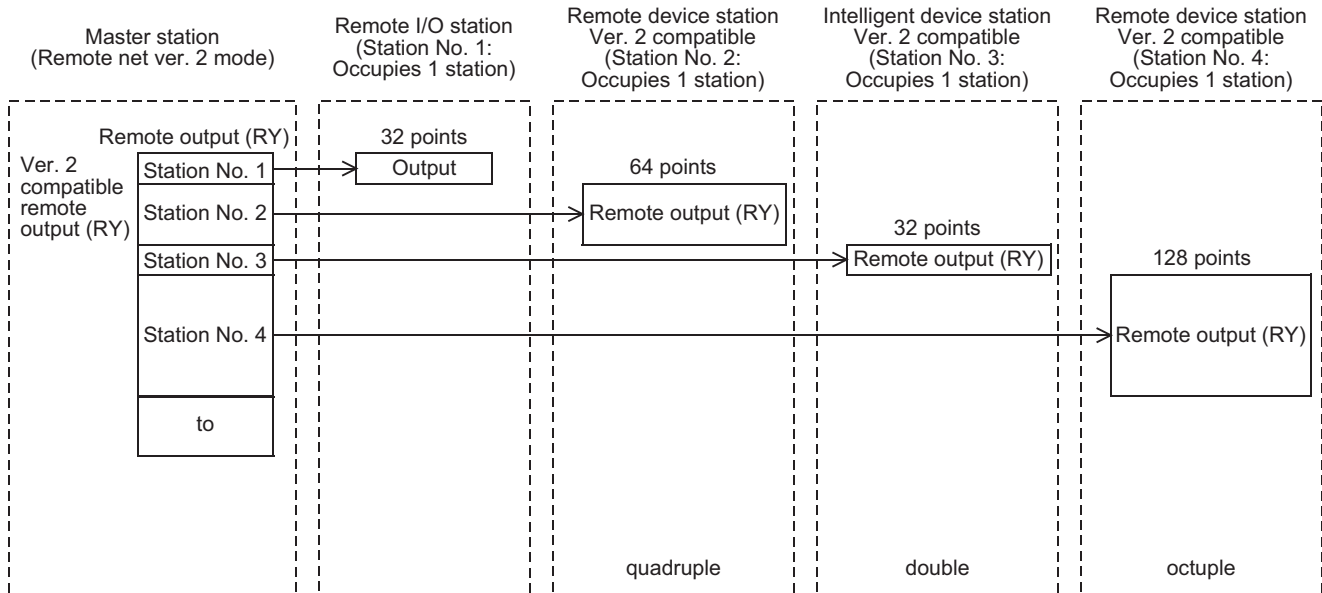 Master station
(Remote net ver. 2 mode)
Remote I/O station
(Station No. 1:
Occupies 1 station)
Remote device station
Ver. 2 compatible
(Station No. 2:
Occupies 1 station)
Intelligent device station
Ver. 2 compatible
(Station No. 3:
Occupies 1 station)
Remote device station
Ver. 2 compatible
(Station No. 4:
Occupies 1 station)
Remote output (RY)
Ver. 2
compatible
remote
output (RY)
Station No. 1
Station No. 2
Station No. 3
Station No. 4
to
32 points
Output
64 points
Remote output (RY)
quadruple
32 points
Remote output (RY)
double
128 points
Remote output (RY)
octuple